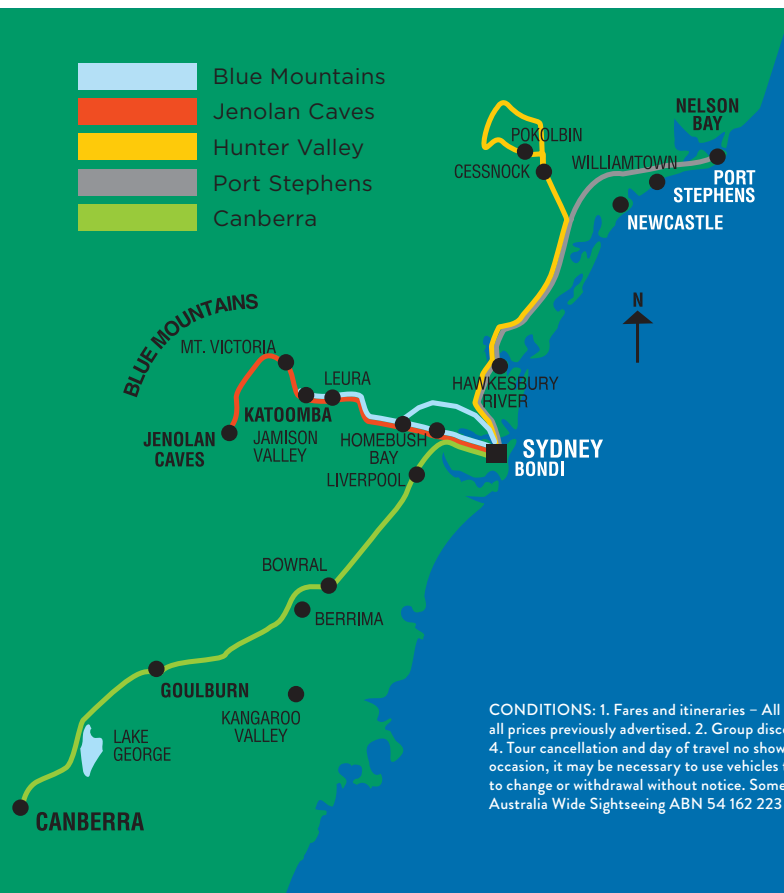 Blue Mountains
Jenolan Caves
Hunter Valley
Port Stephens
Canberra
NELSON
BAY
POKOLBIN
CESSNOCK
WILLIAMTOWN
PORT
STEPHENS
NEWCASTLE
N
BLUE MOUNTAINS
MT. VICTORIA
LEURA
HAWKESBURY
RIVER
KATOOMBA
JENOLAN
CAVES
JAMISON
VALLEY
HOMEBUSH
BAY
SYDNEY
BONDI
LIVERPOOL
BOWRAL
BERRIMA
GOULBURN
KANGAROO
VALLEY
LAKE
GEORGE
CANBERRA
CONDITIONS: 1. Fares and itineraries – All
all prices previously advertised. 2. Group disc
4. Tour cancellation and day of travel no show
occasion, it may be necessary to use vehicles
to change or withdrawal without notice. Some
Australia Wide Sightseeing ABN 54 162 223